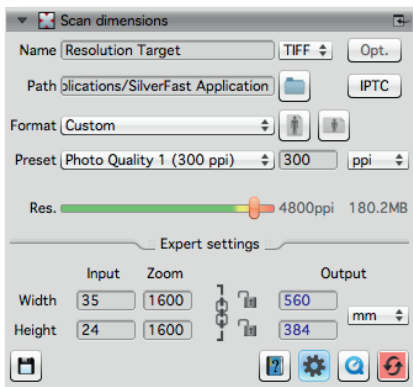 Scan dimensions
Name Resolution Target TIFF Opt.
Path plications/SilverFast Application IPTC
Format Custom
Preset Photo Quality 1 (300 ppi) 300 ppi
Res. 4800ppi 180.2MB
Expert settings
Input Zoom Output
Width 35 1600 560
mm
Height 24 1600 384
?